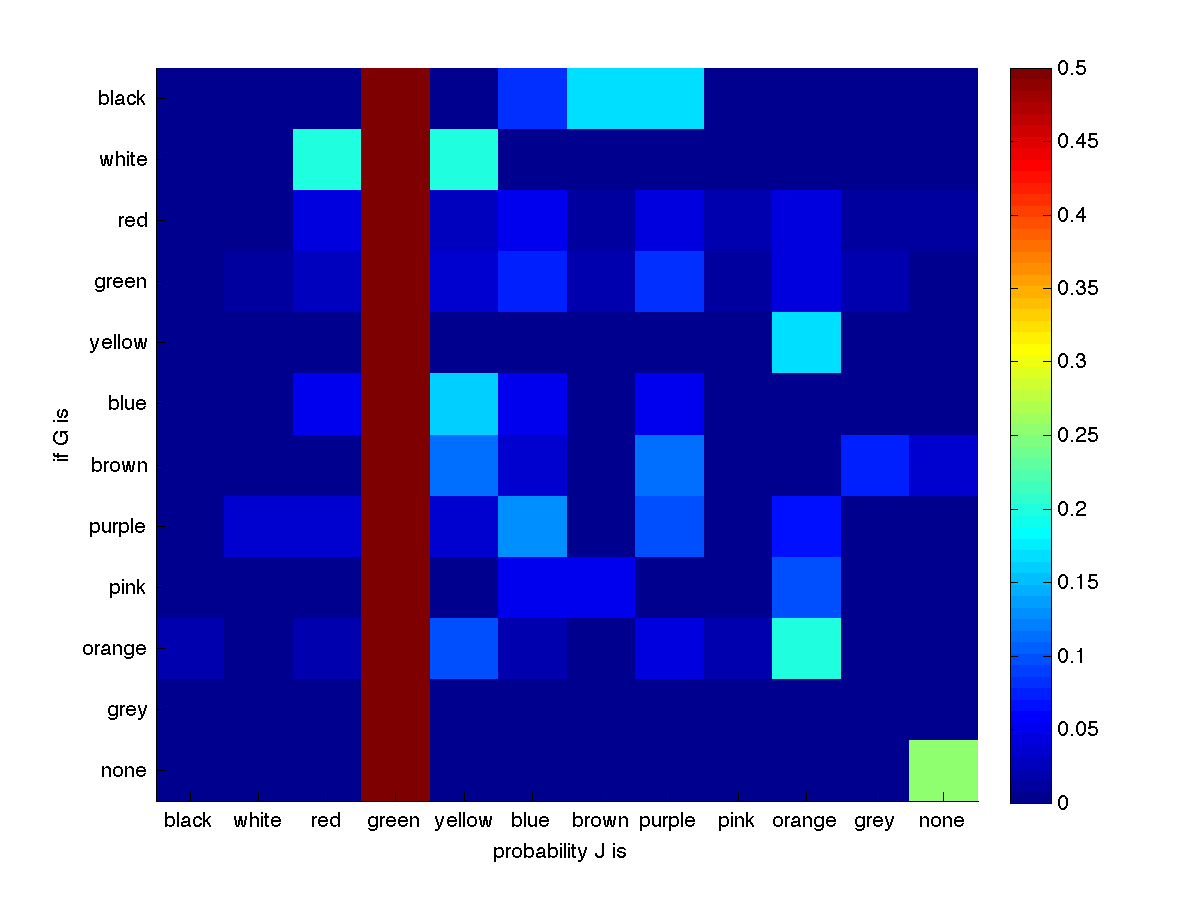 black
white
red
green
yellow
blue
brown
purple
pink
orange
grey
none
if G is
black white red green yellow blue brown purple pink orange grey none
probability J is
0.5
0.45
0.4
0.35
0.3
0.25
0.2
0.15
0.1
0.05
0